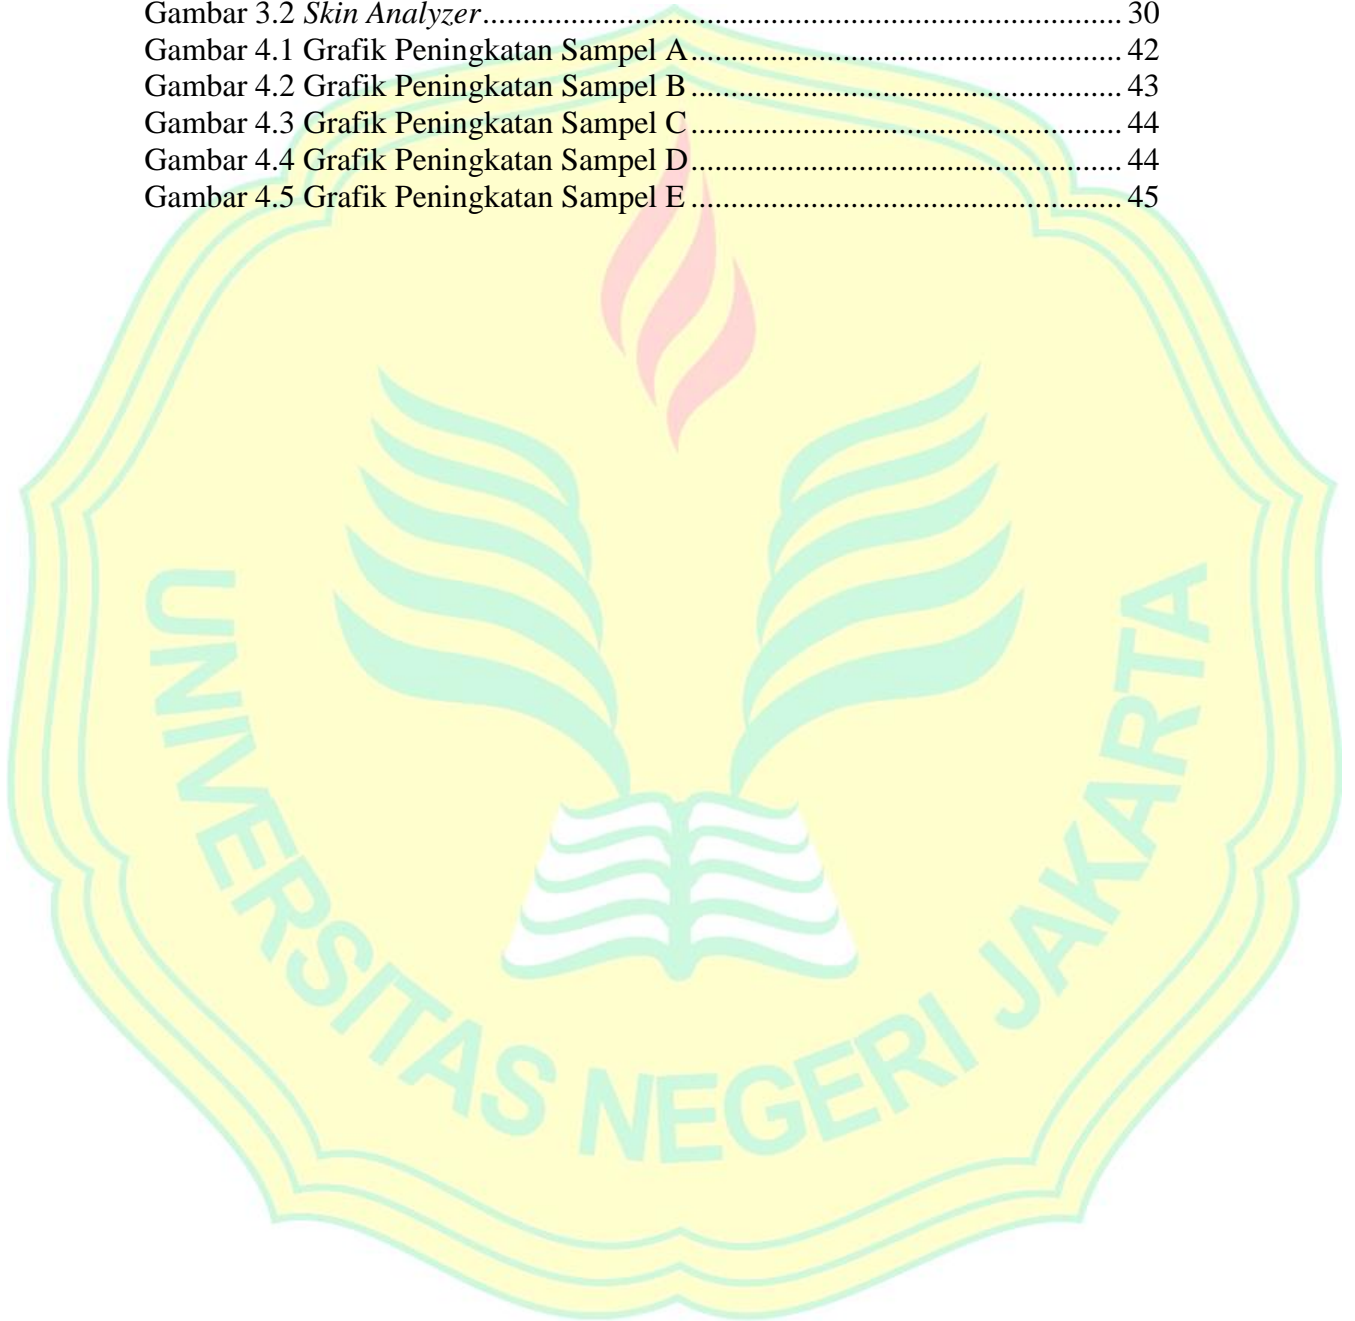 Gambar 3.2 Skin Analyzer................................................................................ 30
Gambar 4.1 Grafik Peningkatan Sampel A...................................................... 42
Gambar 4.2 Grafik Peningkatan Sampel B...................................................... 43
Gambar 4.3 Grafik Peningkatan Sampel C...................................................... 44
Gambar 4.4 Grafik Peningkatan Sampel D...................................................... 44
Gambar 4.5 Grafik Peningkatan Sampel E...................................................... 45
UNIVERSITAS NEGERI JAKARTA